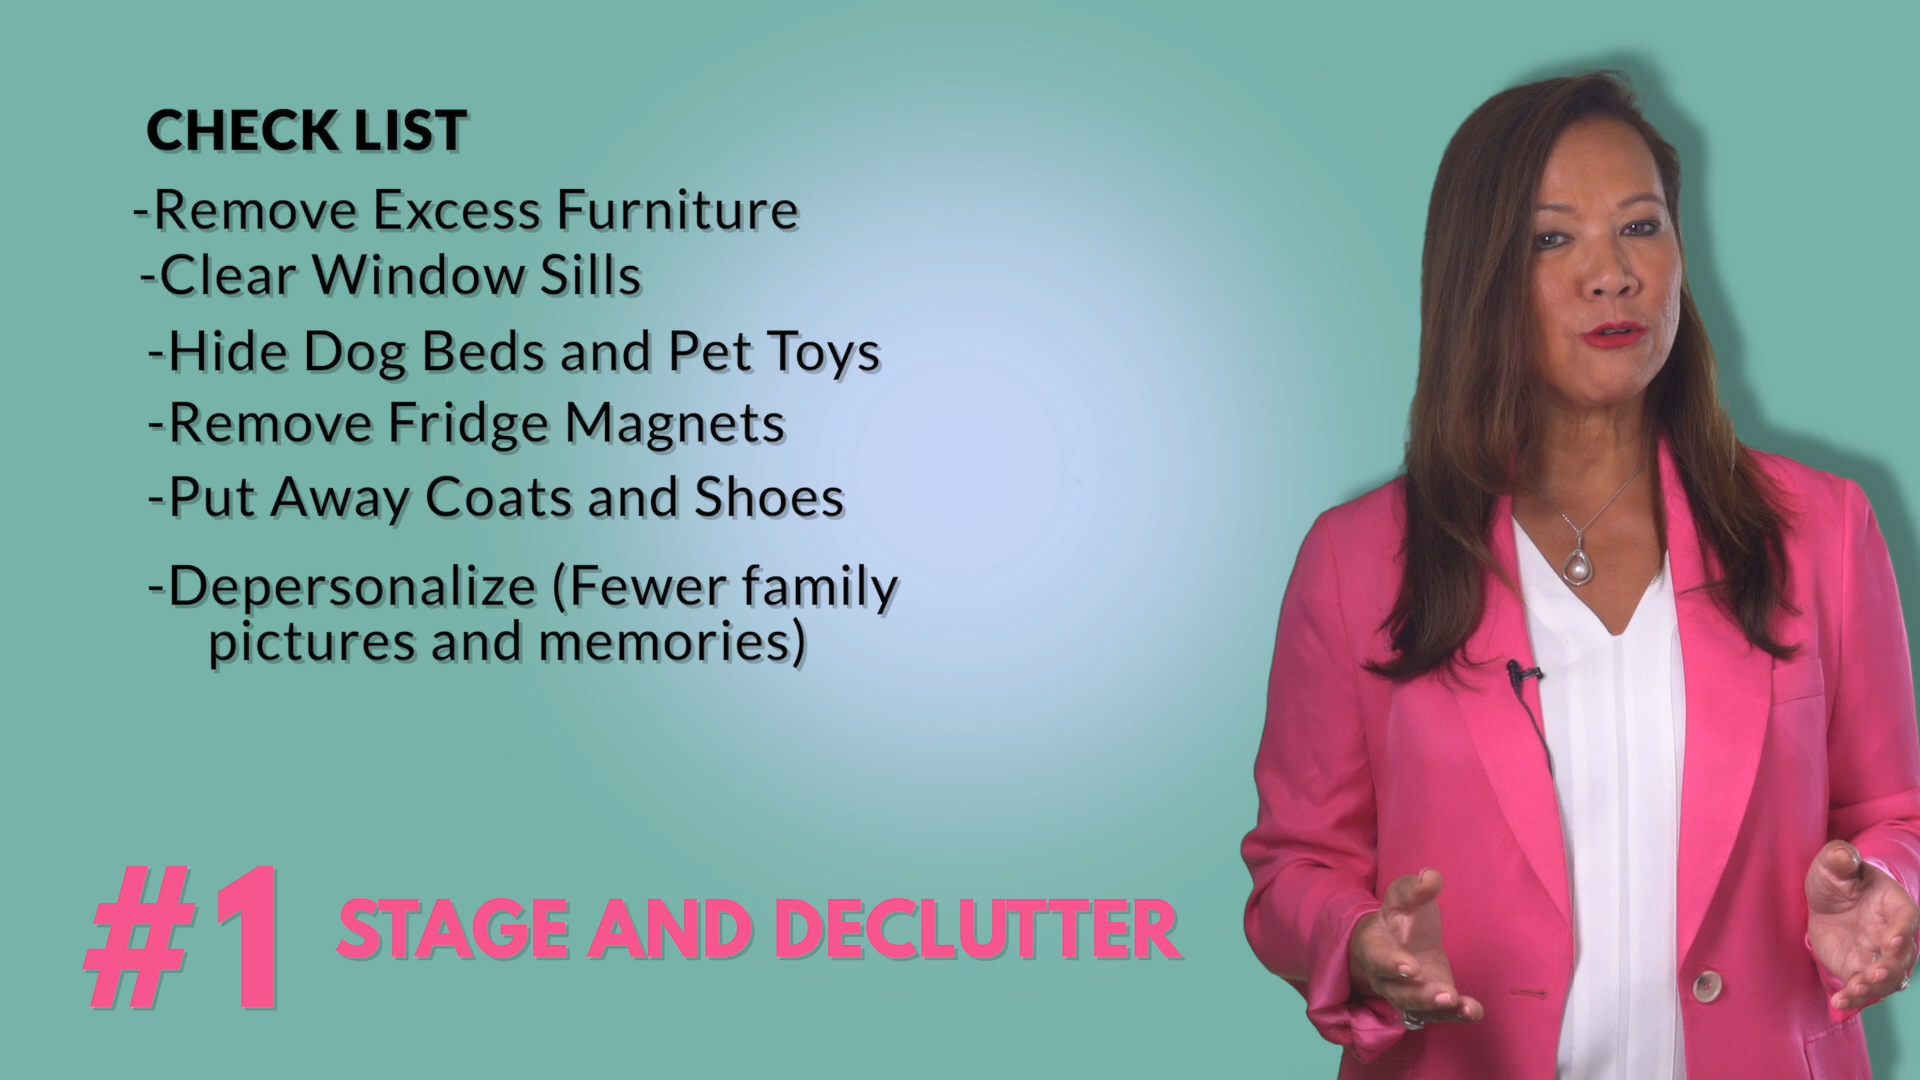 CHECK LIST
-Remove Excess Furniture
-Clear Window Sills
-Hide Dog Beds and Pet Toys
-Remove Fridge Magnets
-Put Away Coats and Shoes
-Depersonalize (Fewer family
pictures and memories)
#1 STAGE AND DECLUTTER